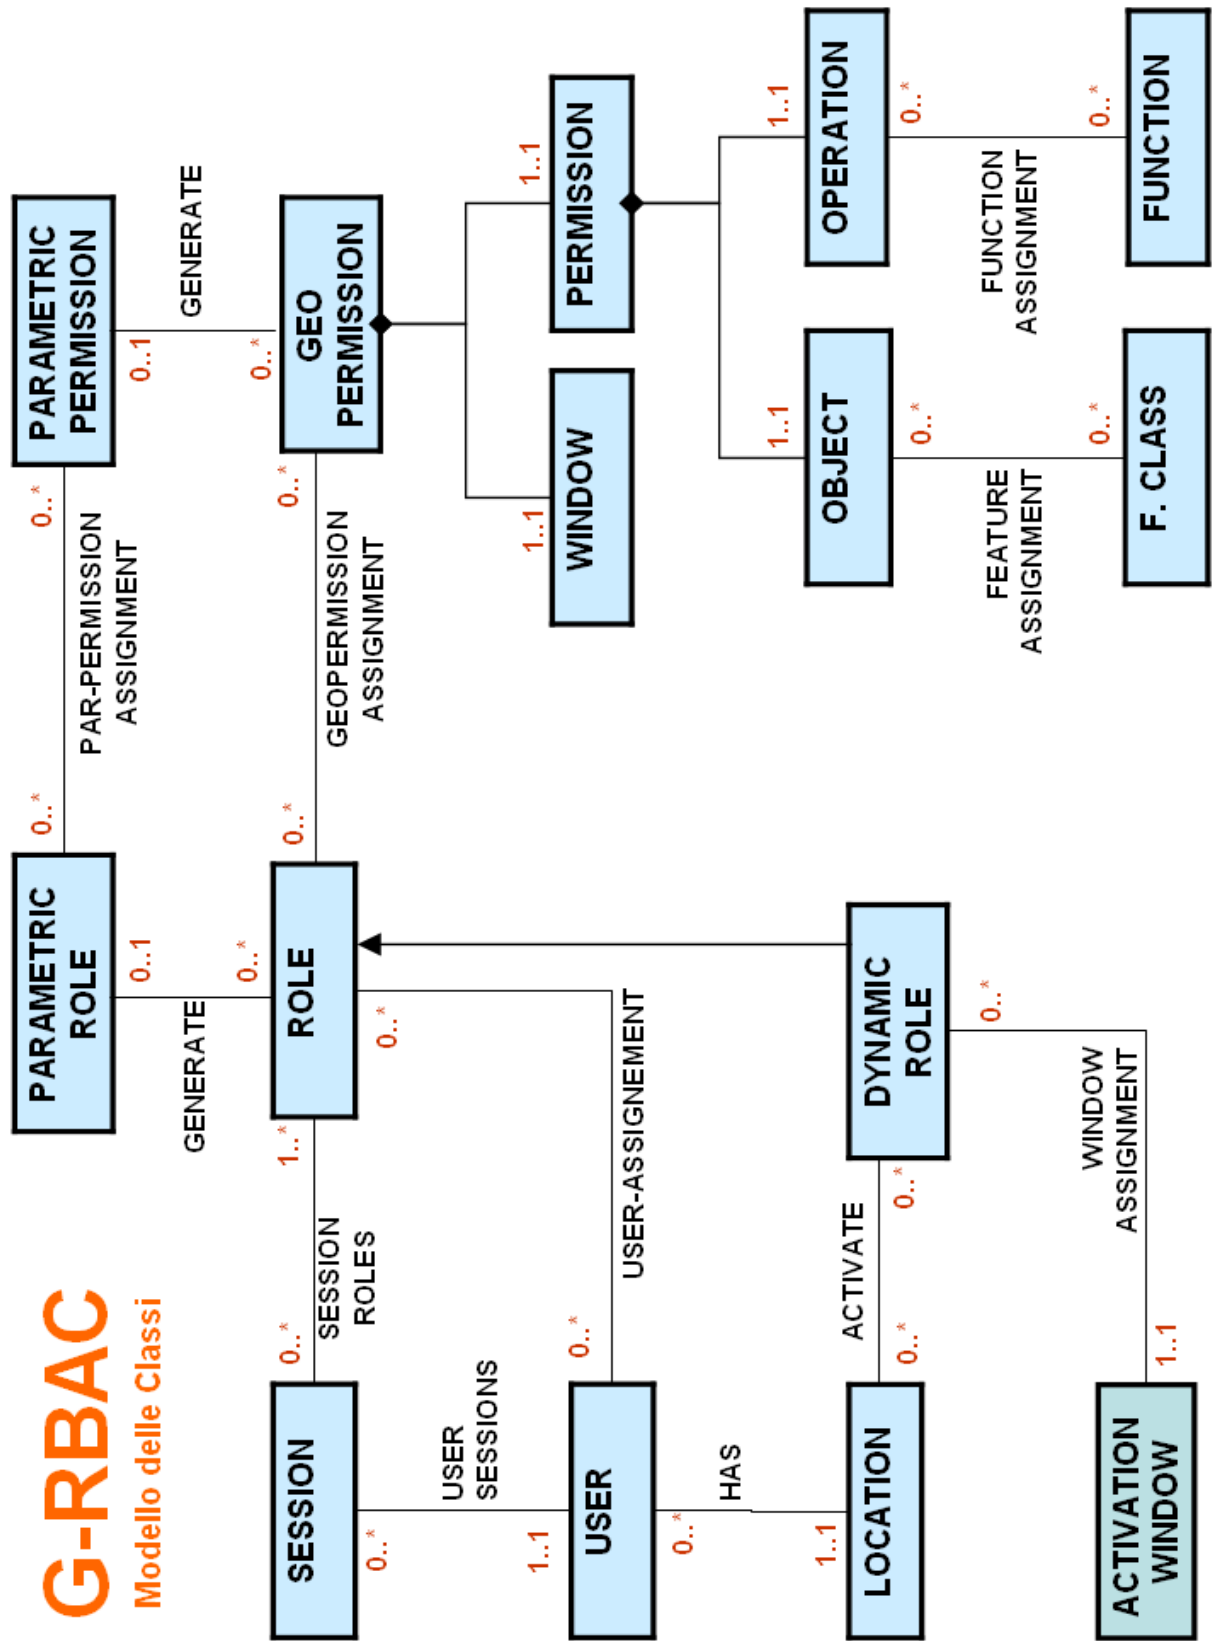 G-RBAC
Modello delle Classi
PARAMETRIC
ROLE
0..*
PAR-PERMISSION
ASSIGNMENT
0..*
PARAMETRIC
PERMISSION
0..1
GENERATE
0..*
0..1
GENERATE
0..*
SESSION
0..*
SESSION
ROLES
1..*
ROLE
0..*
GEOPERMISSION
ASSIGNMENT
0..*
GEO
PERMISSION
0..*
USER
SESSIONS
1..1
0..*
USER
0..*
USER-ASSIGNEMENT
1..1
WINDOW
1..1
PERMISSION
0..*
HAS
1..1
LOCATION
0..*
ACTIVATE
0..*
DYNAMIC
ROLE
0..*
1..1
OBJECT
1..1
OPERATION
0..*
FEATURE
ASSIGNMENT
0..*
0..*
FUNCTION
ASSIGNMENT
0..*
ACTIVATION
WINDOW
1..1
WINDOW
ASSIGNMENT
F. CLASS
FUNCTION